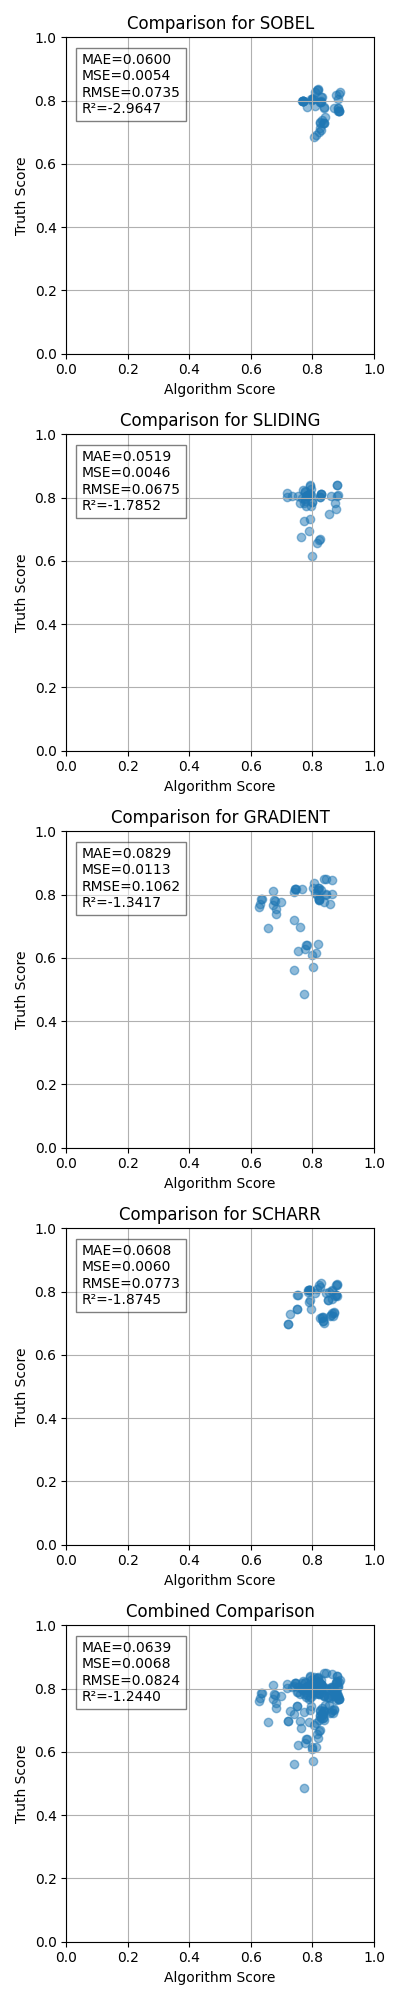 Comparison for SOBEL
1.0
MAE=0.0600
MSE=0.0054
RMSE=0.0735
R²=-2.9647
0.8
0.6
0.4
0.2
0.0
Truth Score
0.0 0.2 0.4 0.6 0.8 1.0
Algorithm Score
Comparison for SLIDING
1.0
MAE=0.0519
MSE=0.0046
RMSE=0.0675
R²=-1.7852
0.8
0.6
0.4
0.2
0.0
Truth Score
0.0 0.2 0.4 0.6 0.8 1.0
Algorithm Score
Comparison for GRADIENT
1.0
MAE=0.0829
MSE=0.0113
RMSE=0.1062
R²=-1.3417
0.8
0.6
0.4
0.2
0.0
Truth Score
0.0 0.2 0.4 0.6 0.8 1.0
Algorithm Score
Comparison for SCHARR
1.0
MAE=0.0608
MSE=0.0060
RMSE=0.0773
R²=-1.8745
0.8
0.6
0.4
0.2
0.0
Truth Score
0.0 0.2 0.4 0.6 0.8 1.0
Algorithm Score
Combined Comparison
1.0
MAE=0.0639
MSE=0.0068
RMSE=0.0824
R²=-1.2440
0.8
0.6
0.4
0.2
0.0
Truth Score
0.0 0.2 0.4 0.6 0.8 1.0
Algorithm Score